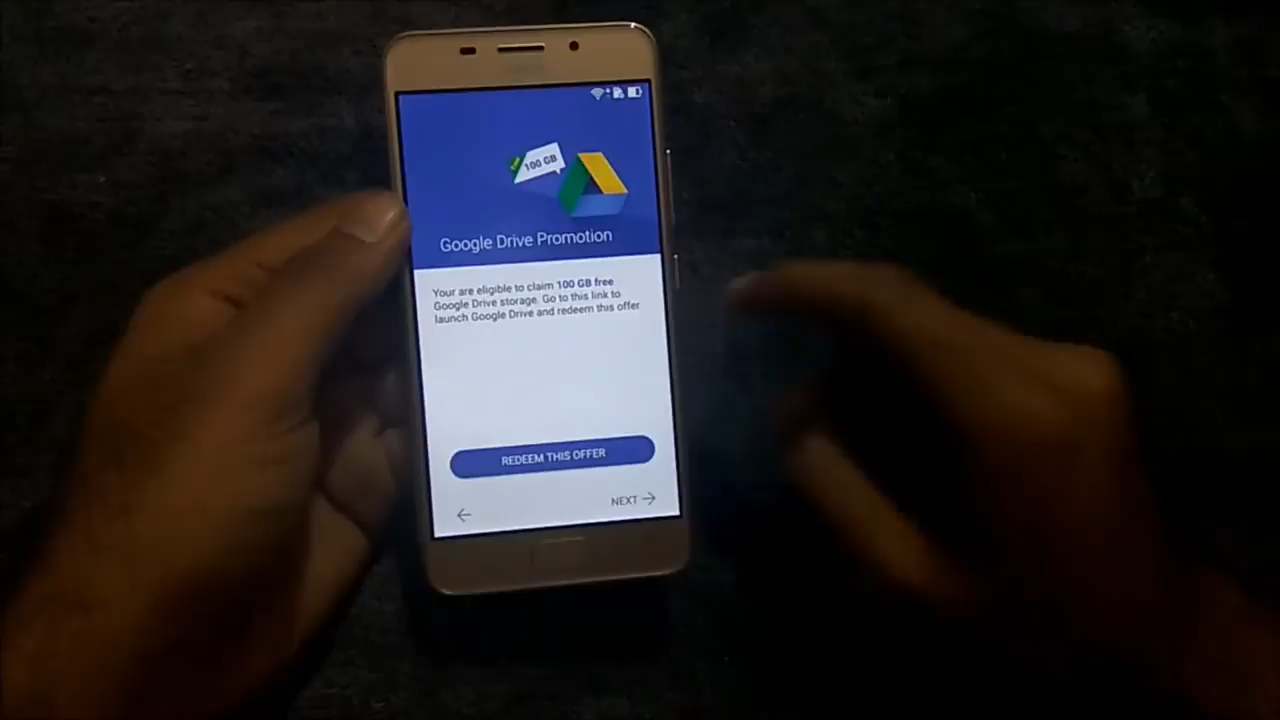 100 GB
Google Drive Promotion
Your are eligible to claim 100 GB free
Google Drive storage. Go to this link to
launch Google Drive and redeem this offer
REDEEM THIS OFFER
NEXT